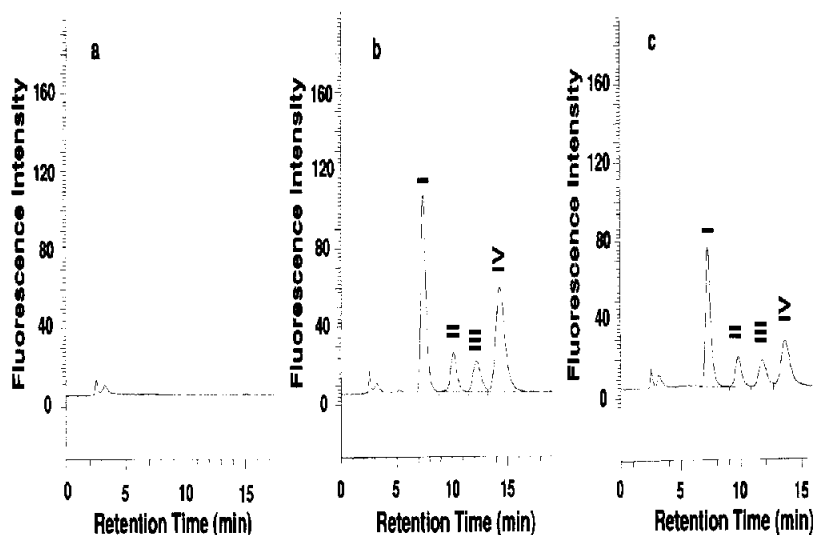 a
Fluorescence Intensity
160
120
80
40
0
0 5 10 15
Retention Time (min)
b
Fluorescence Intensity
160
120
80
40
0
I
II
III
IV
0 5 10 15
Retention Time (min)
c
Fluorescence Intensity
160
120
80
40
0
I
II
III
IV
0 5 10 15
Retention Time (min)